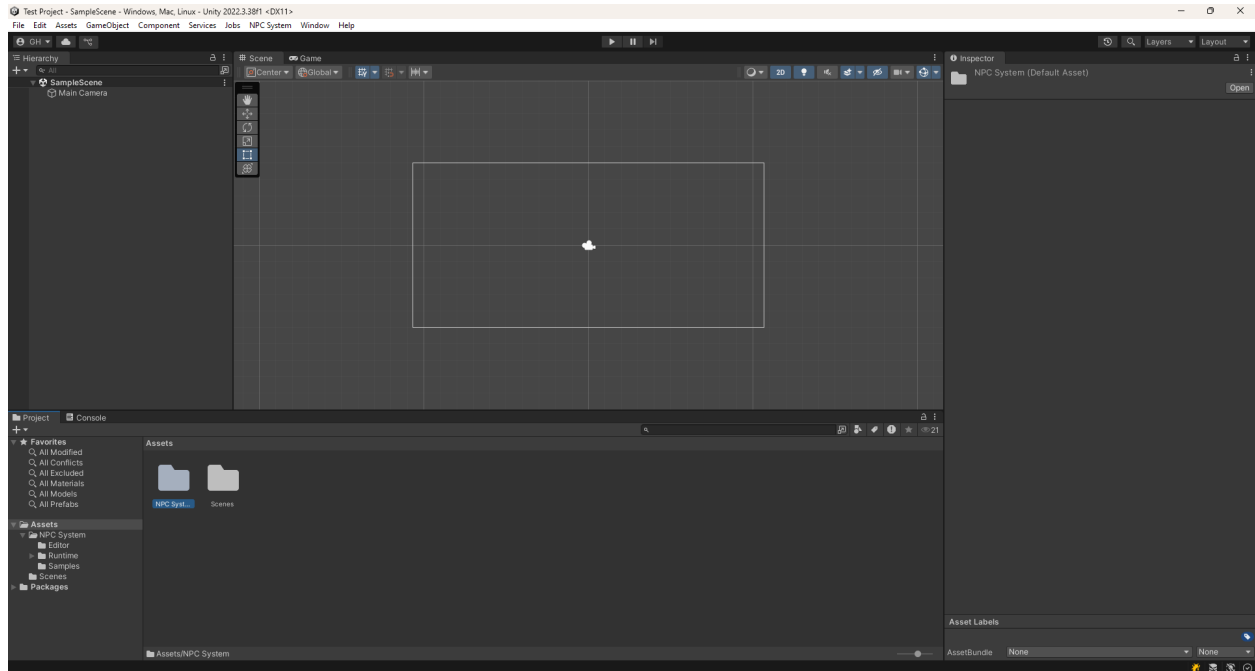 Test Project - SampleScene - Windows, Mac, Linux - Unity 2022.3.38f1 <DX11>
File Edit Assets GameObject Component Services Jobs NPC System Window Help
GH Layers Layout
Hierarchy
All
SampleScene
Main Camera
Scene Game
Center Global 2D
Inspector
NPC System (Default Asset)
Open
Project Console
21
Favorites
All Modified
All Conflicts
All Excluded
All Materials
All Models
All Prefabs
Assets
NPC System
Editor
Runtime
Samples
Scenes
Packages
Assets
NPC Syst... Scenes
Assets/NPC System
Asset Labels
AssetBundle None None